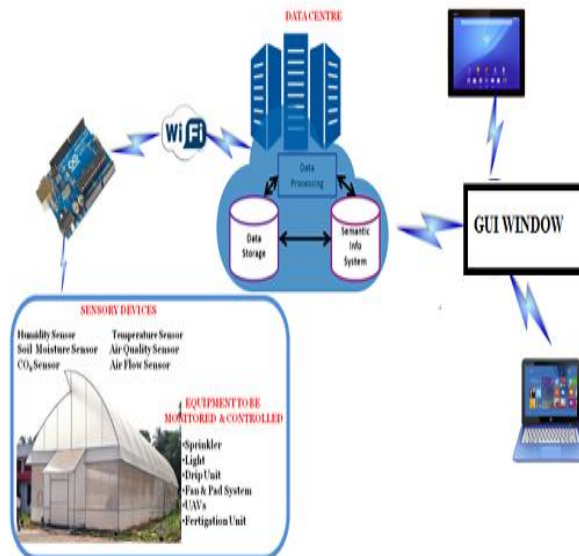 DATA CENTRE
WiFi
Data
Processing
Data
Storage
Semantic
Info
System
GUI WINDOW
SENSORY DEVICES
Humidity Sensor Temperature Sensor
Soil Moisture Sensor Air Quality Sensor
CO₂ Sensor Air Flow Sensor
EQUIPMENT TO BE
MONITORED & CONTROLLED
•Sprinkler
•Light
•Drip Unit
•Fan & Pad System
•UAVs
•Fertigation Unit